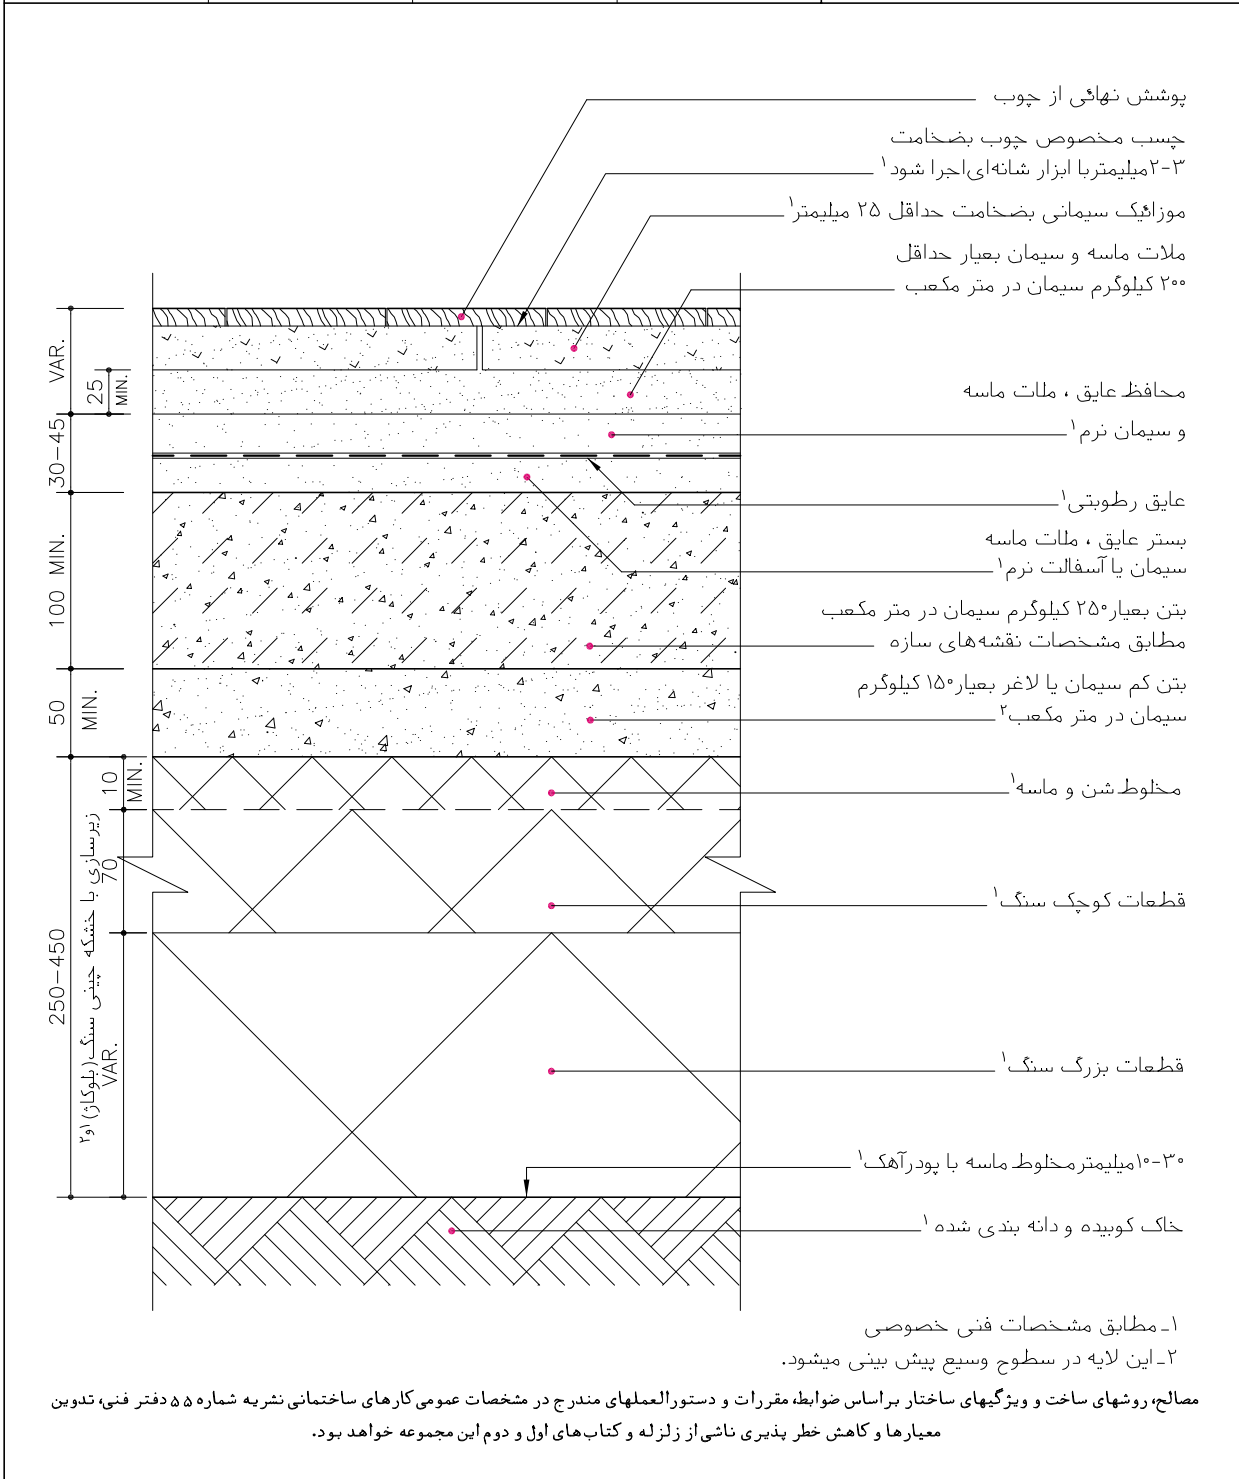 پوشش نهائی از چوب
چسب مخصوص چوب بضخامت
۲-۳میلیمتربا ابزار شانه‌ای‌اجرا شود۱
موزائیک سیمانی بضخامت حداقل ۲۵ میلیمتر۱
ملات ماسه و سیمان بعیار حداقل
۲۰۰ کیلوگرم سیمان در متر مکعب
محافظ عایق ، ملات ماسه
و سیمان نرم۱
عایق رطوبتی۱
بستر عایق ، ملات ماسه
سیمان یا آسفالت نرم۱
بتن بعیار۲۵۰ کیلوگرم سیمان در متر مکعب
مطابق مشخصات نقشه‌های سازه
بتن کم سیمان یا لاغر بعیار۱۵۰ کیلوگرم
سیمان در متر مکعب۲
مخلوط شن و ماسه۱
قطعات کوچک سنگ۱
قطعات بزرگ سنگ۱
۱۰-۳۰میلیمترمخلوط ماسه با پودرآهک۱
خاک کوبیده و دانه بندی شده۱
VAR.
25
MIN.
30-45
100 MIN.
50
MIN.
10
MIN.
70
VAR.
250-450
زیرسازی با خشکه چینی سنگ(بلوکاژ)۱و۲
۱ـ مطابق مشخصات فنی خصوصی
۲ـ این لایه در سطوح وسیع پیش بینی میشود.
مصالح، روشهای ساخت و ویژگیهای ساختار براساس ضوابط، مقررات و دستورالعملهای مندرج در مشخصات عمومی کارهای ساختمانی نشریه شماره ۵۵ دفتر فنی، تدوین
معیارها و کاهش خطر پذیری ناشی از زلزله و کتاب‌های اول و دوم این مجموعه خواهد بود.